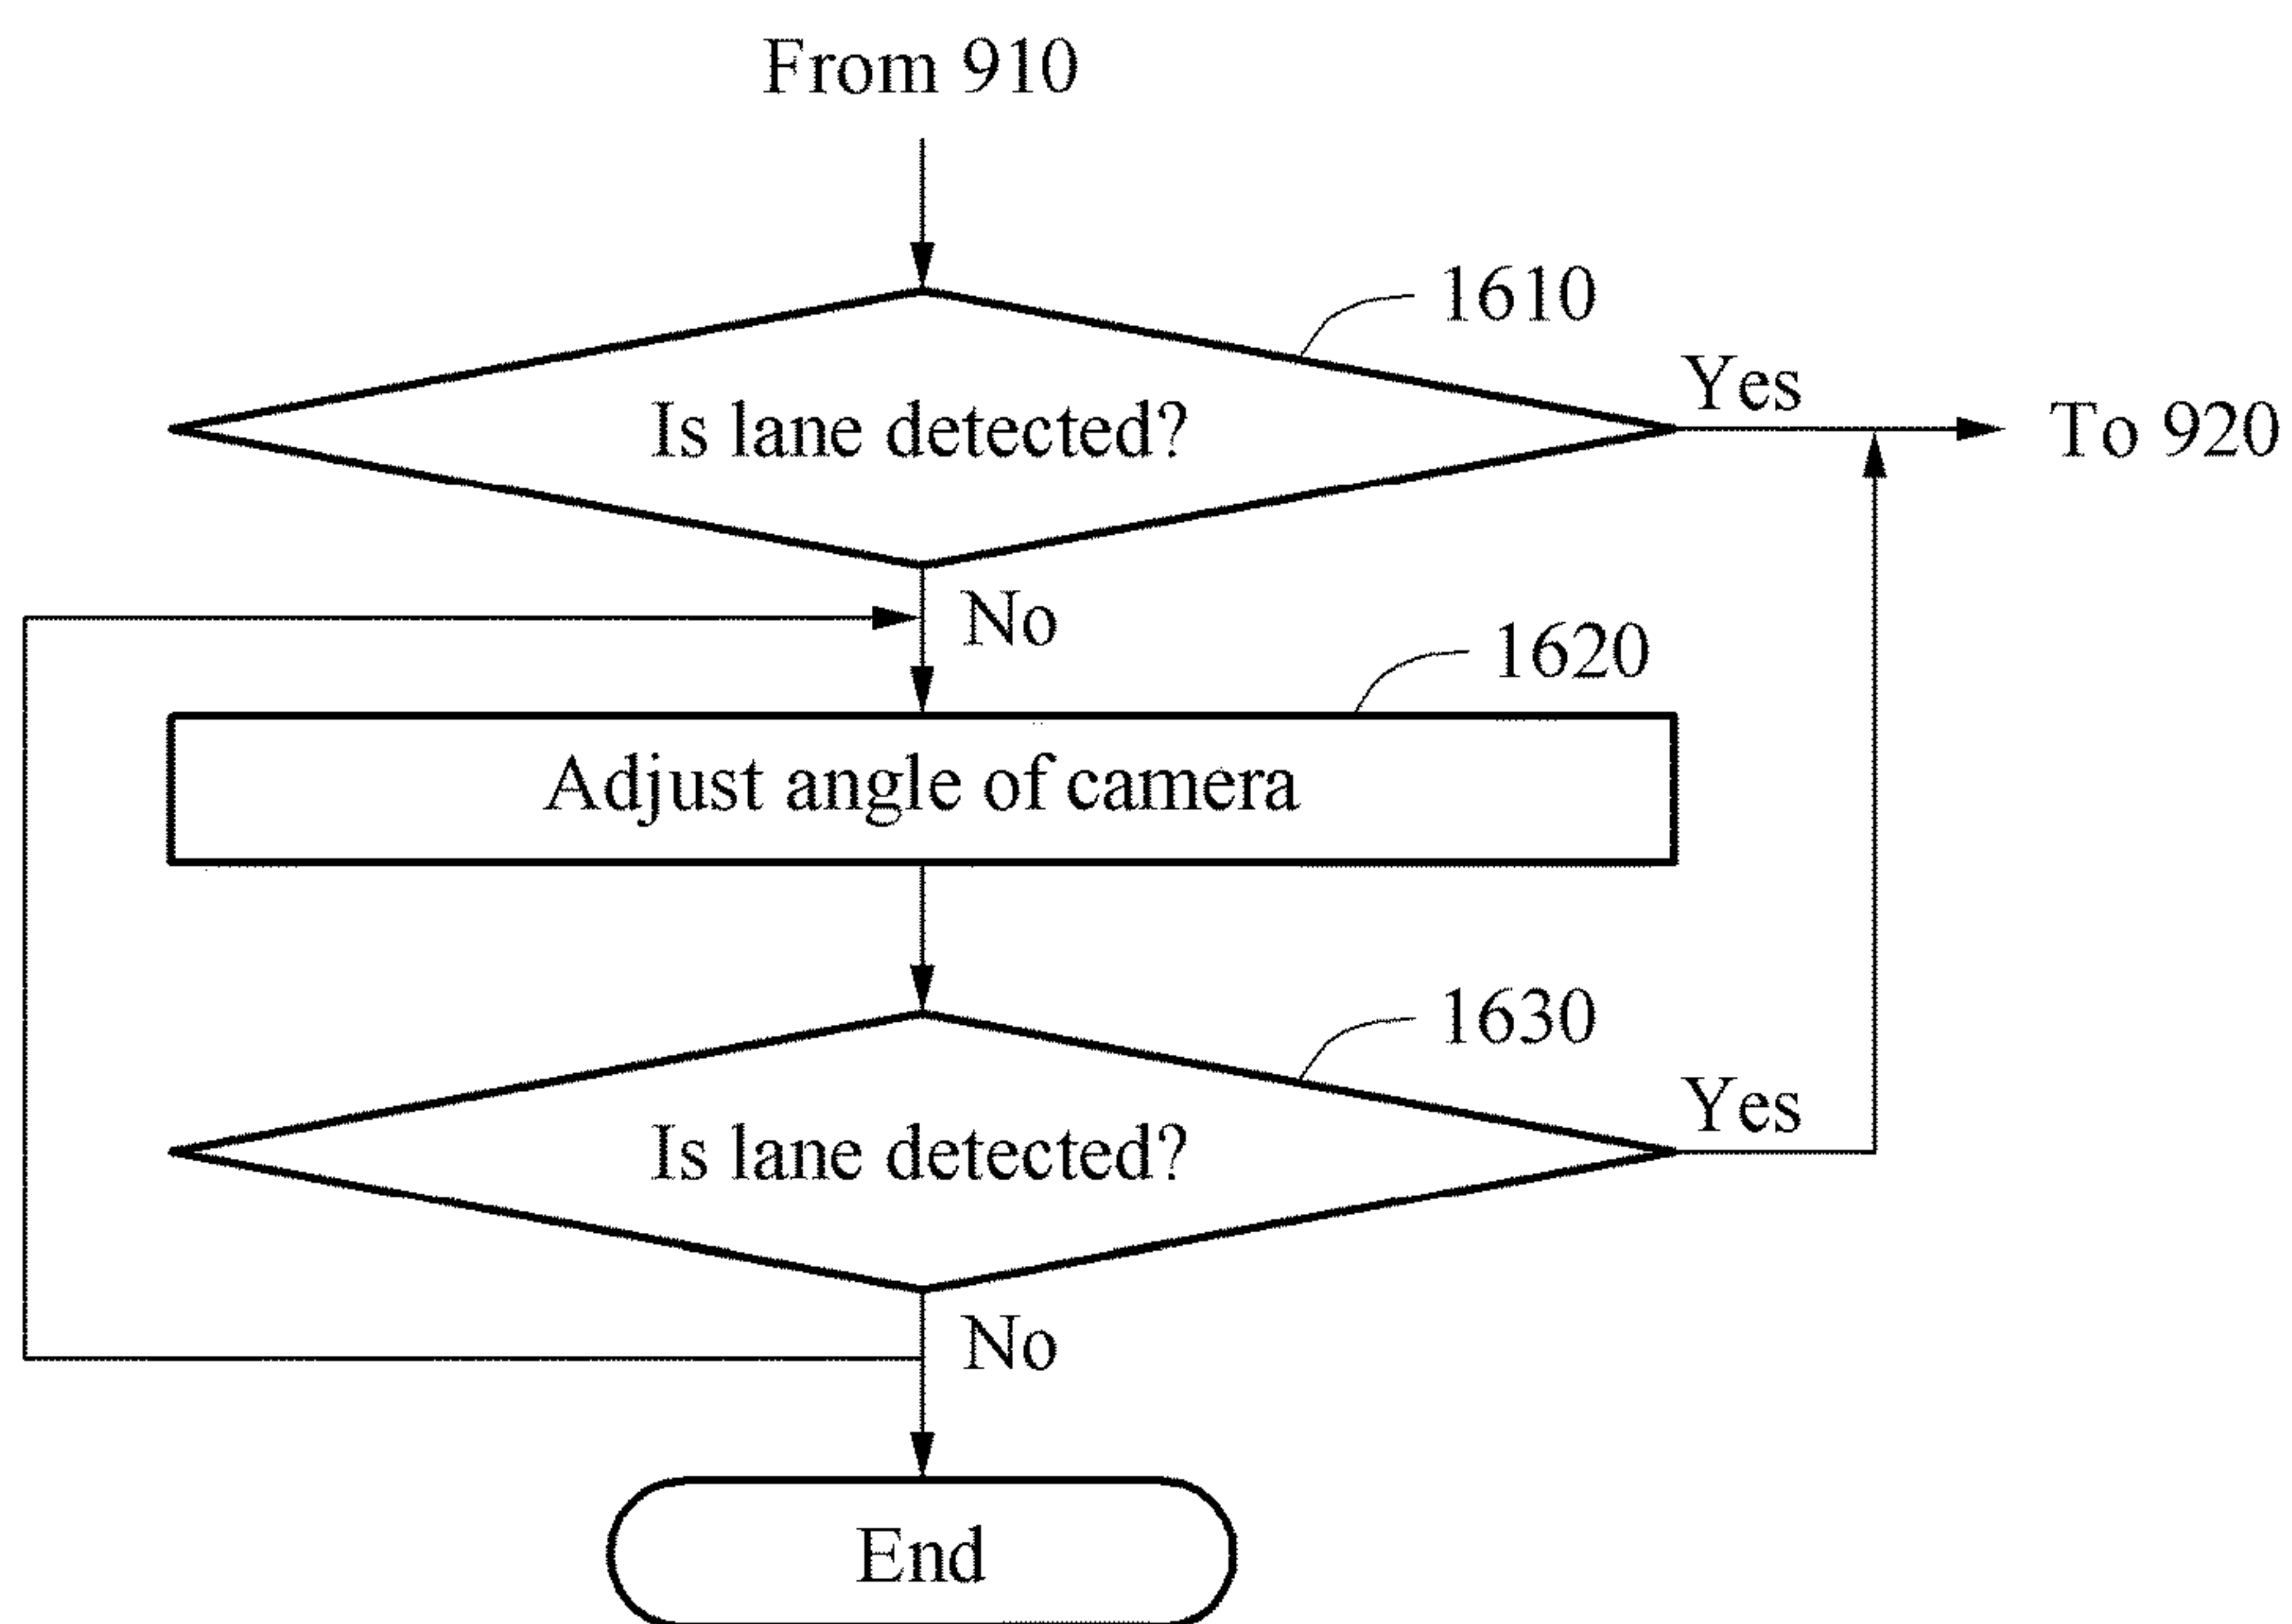 From 910
1610
Is lane detected?
Yes
To 920
No
1620
Adjust angle of camera
1630
Is lane detected?
Yes
No
End